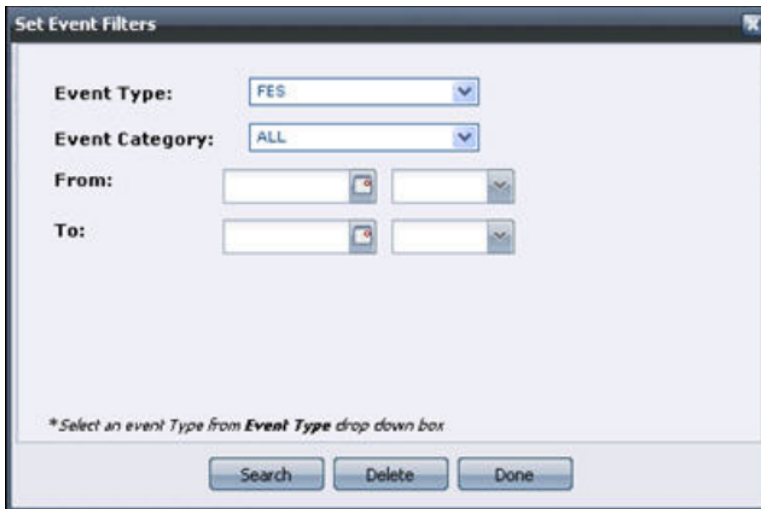 Set Event Filters
Event Type: FES
Event Category: ALL
From:
To:
*Select an event Type from Event Type drop down box
Search Delete Done